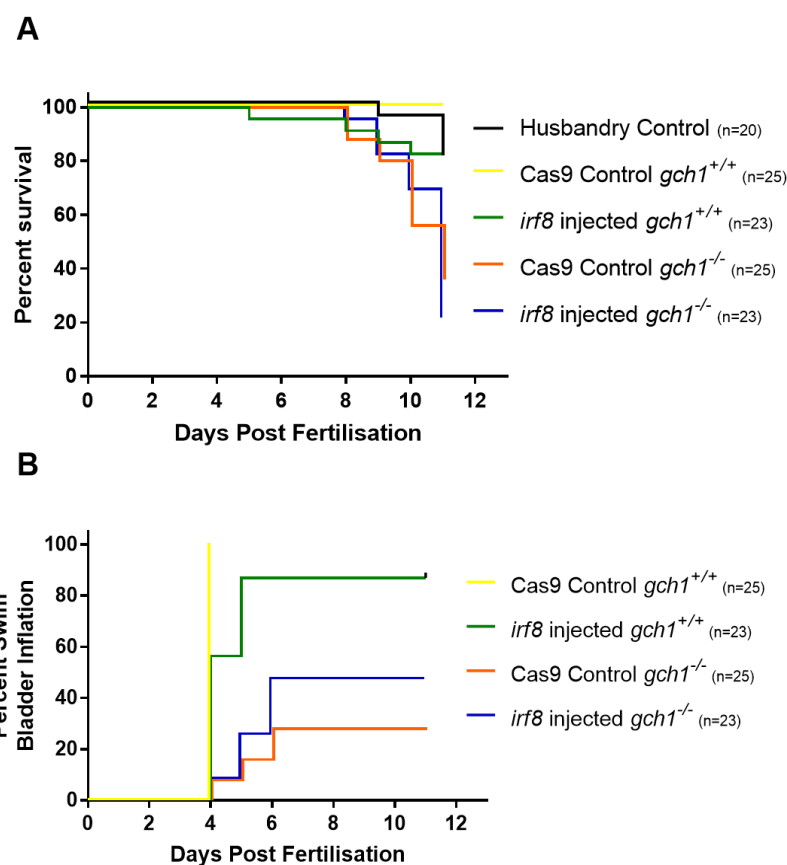 A
Percent survival
100
80
60
40
20
0
0 2 4 6 8 10 12
Days Post Fertilisation
Husbandry Control (n=20)
Cas9 Control gch1+/+ (n=25)
irf8 injected gch1+/+ (n=23)
Cas9 Control gch1-/- (n=25)
irf8 injected gch1-/- (n=23)
B
Percent Swim
Bladder Inflation
100
80
60
40
20
0
0 2 4 6 8 10 12
Days Post Fertilisation
Cas9 Control gch1+/+ (n=25)
irf8 injected gch1+/+ (n=23)
Cas9 Control gch1-/- (n=25)
irf8 injected gch1-/- (n=23)